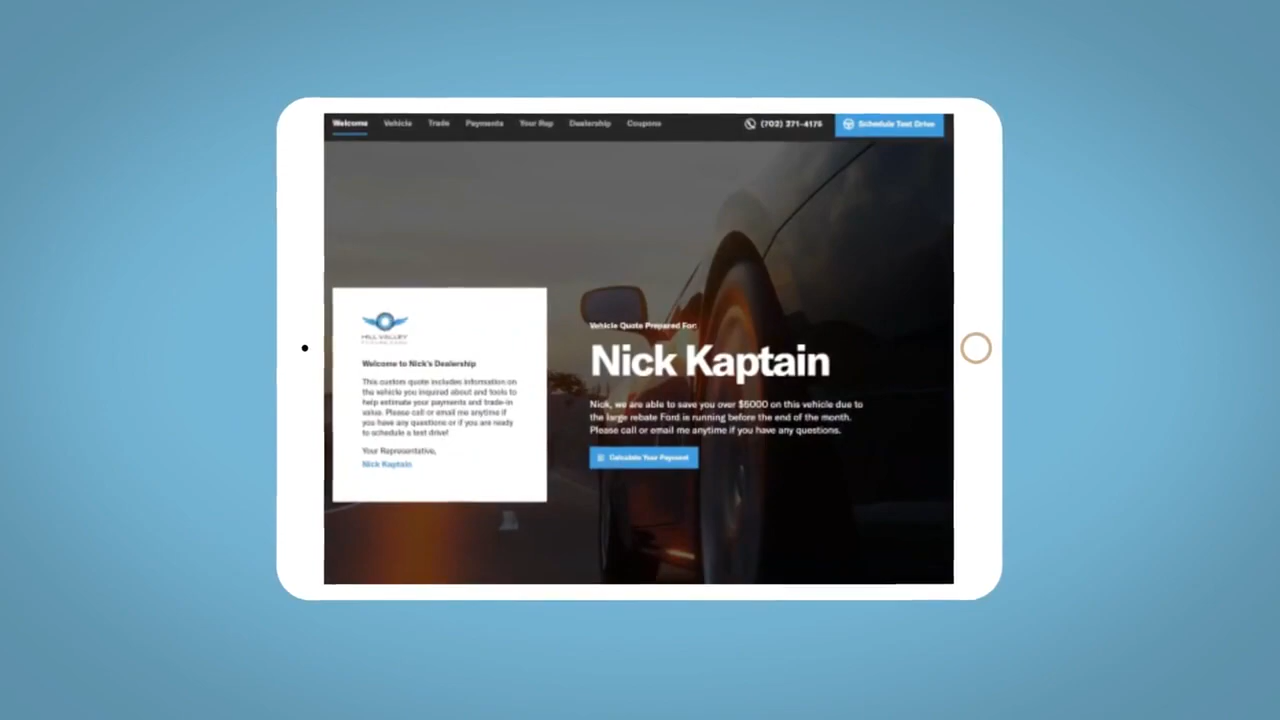 Welcome Vehicle Trade Payments Your Rep Dealership Coupons (702) 271-4175 Schedule Test Drive
HILL VALLEY
Welcome to Nick's Dealership
This custom quote includes information on
the vehicle you inquired about and tools to
help estimate your payments and trade-in
value. Please call or email me anytime if
you have any questions or if you are ready
to schedule a test drive!
Your Representative,
Nick Kaptain
Vehicle Quote Prepared For:
Nick Kaptain
Nick, we are able to save you over $5000 on this vehicle due to
the large rebate Ford is running before the end of the month.
Please call or email me anytime if you have any questions.
Calculate Your Payment